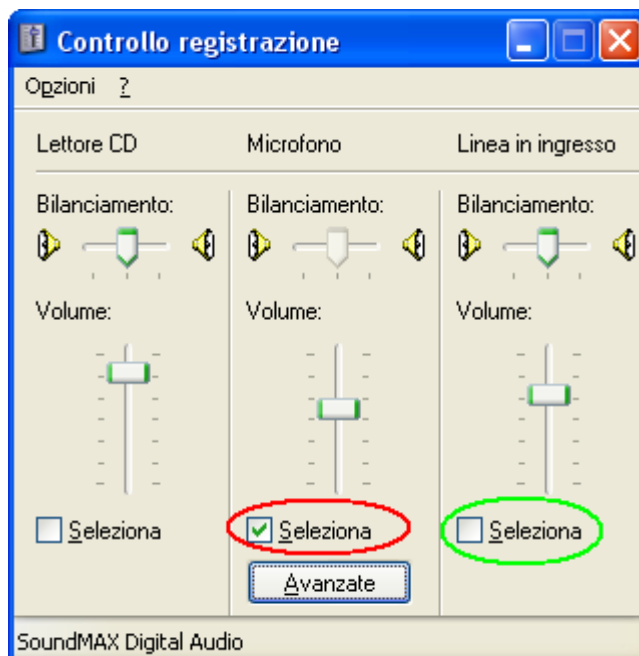 Controllo registrazione
Opzioni ?
Lettore CD Microfono Linea in ingresso
Bilanciamento: Bilanciamento: Bilanciamento:
Volume: Volume: Volume:
Seleziona Seleziona Seleziona
Avanzate
SoundMAX Digital Audio